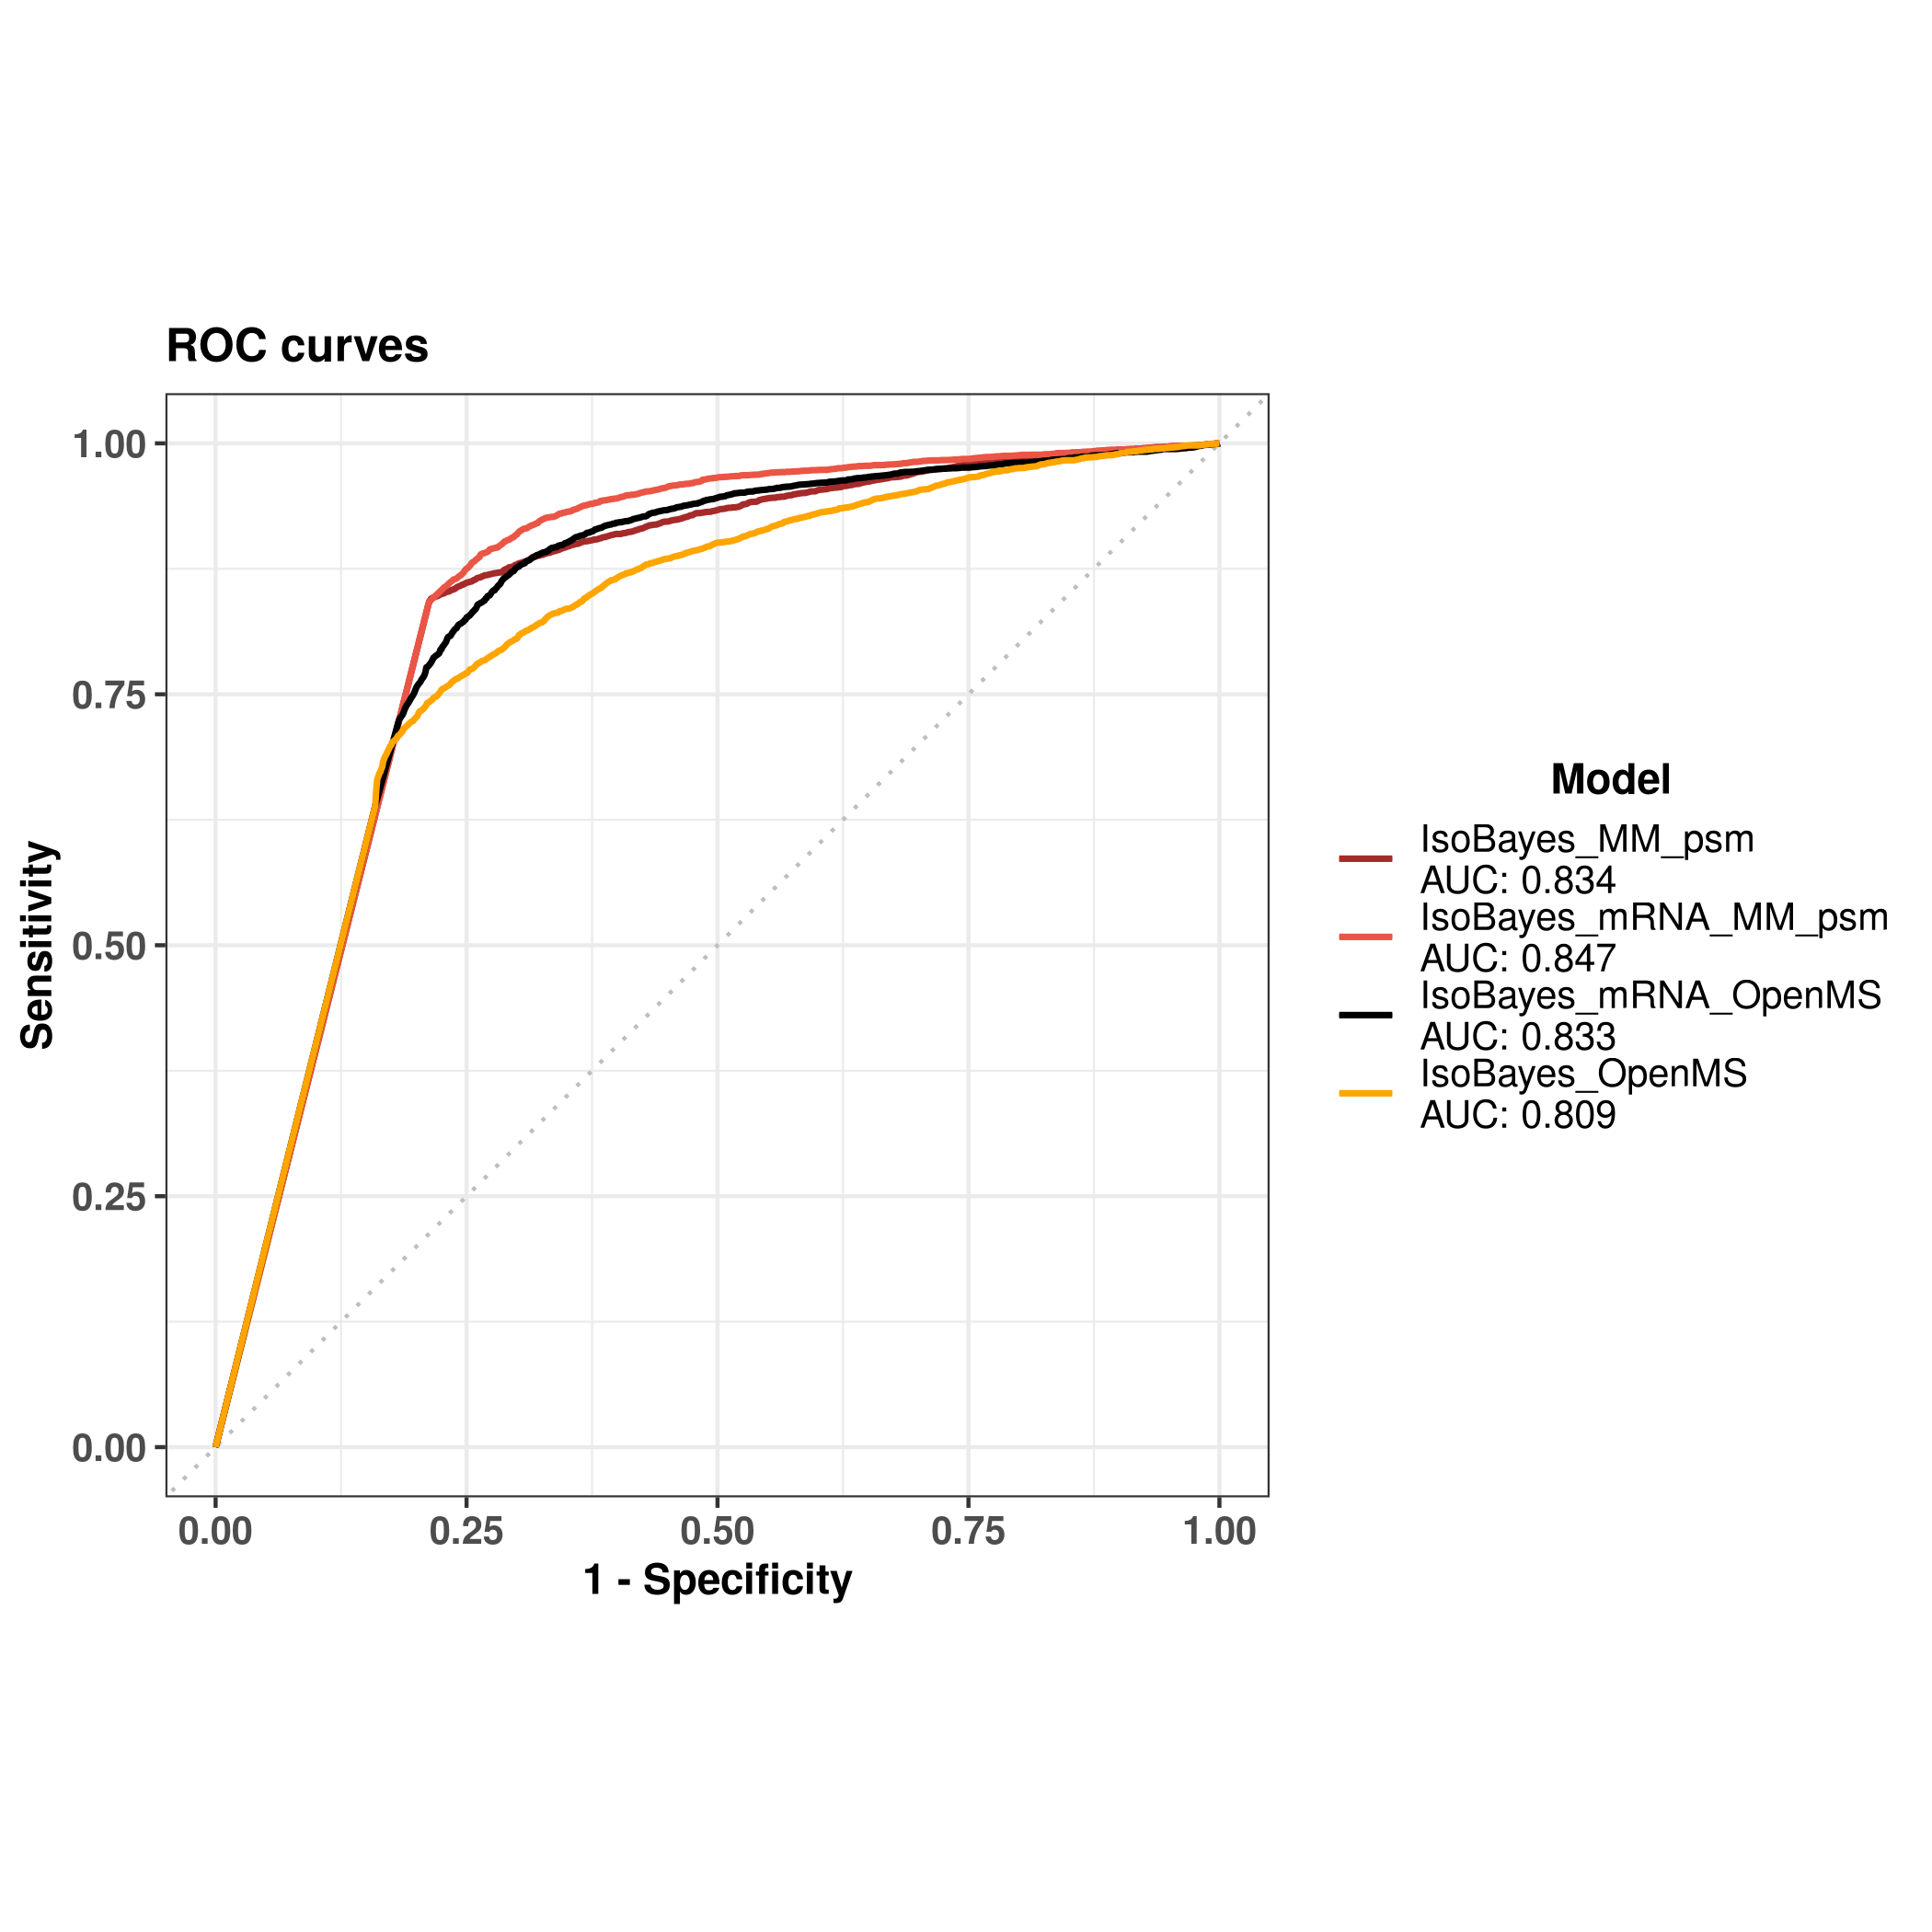 ROC curves
1.00
0.75
0.50
0.25
0.00
Sensitivity
0.00 0.25 0.50 0.75 1.00
1 - Specificity
Model
IsoBayes_MM_psm
AUC: 0.834
IsoBayes_mRNA_MM_psm
AUC: 0.847
IsoBayes_mRNA_OpenMS
AUC: 0.833
IsoBayes_OpenMS
AUC: 0.809